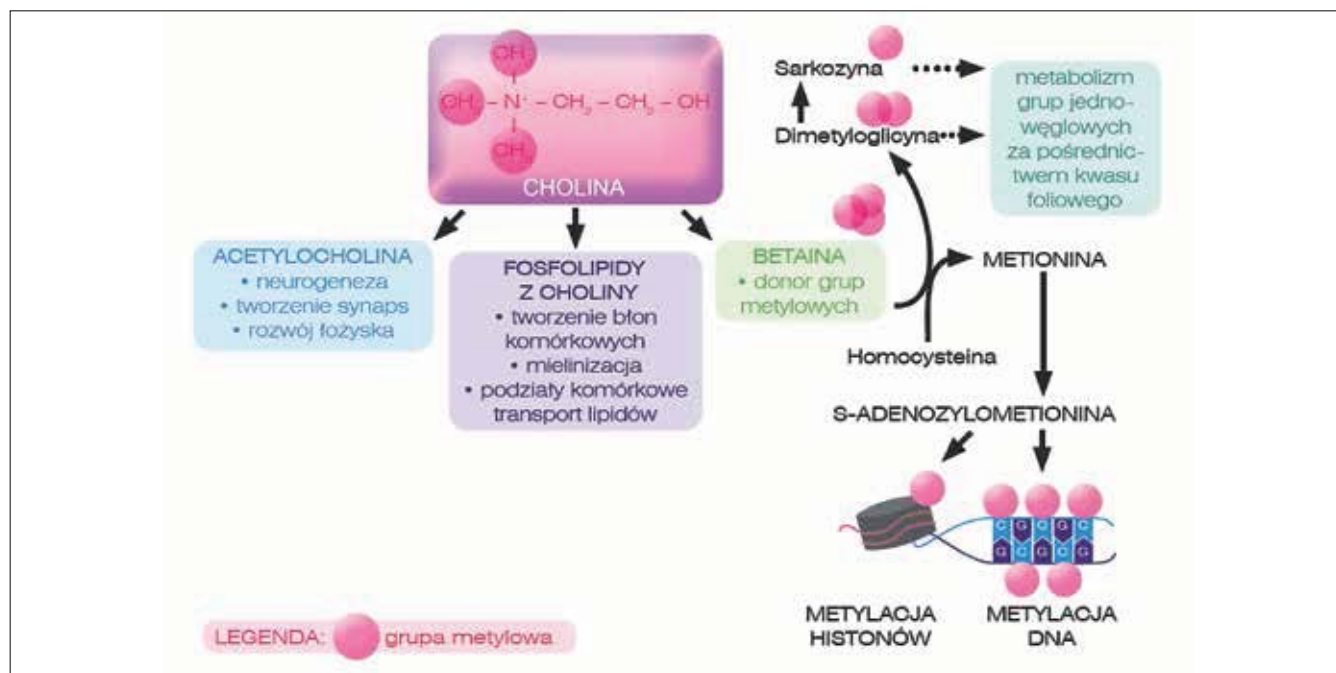 CH₃
CH₃ – N⁺ – CH₂ – CH₂ – OH
CH₃
CHOLINA
ACETYLOCHOLINA
• neurogeneza
• tworzenie synaps
• rozwój łożyska
FOSFOLIPIDY
Z CHOLINY
• tworzenie błon
komórkowych
• mielinizacja
• podziały komórkowe
transport lipidów
BETAINA
• donor grup
metylowych
Sarkozyna
Dimetyloglicyna
metabolizm
grup jedno-
węglowych
za pośrednic-
twem kwasu
foliowego
METIONINA
Homocysteina
S-ADENOZYLOMETIONINA
C G C G C
G C G C G
METYLACJA
HISTONÓW
METYLACJA
DNA
LEGENDA: grupa metylowa